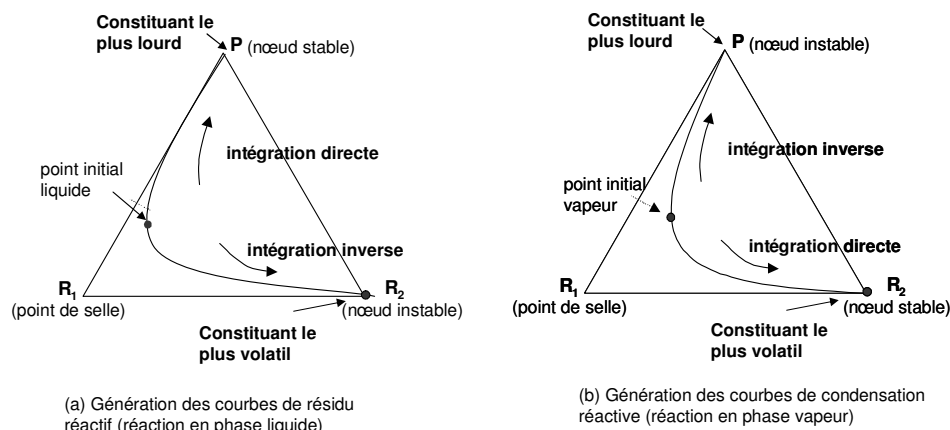 Constituant le
plus lourd
P (nœud stable)
intégration directe
point initial
liquide
intégration inverse
R1
(point de selle)
R2
(nœud instable)
Constituant le
plus volatil
(a) Génération des courbes de résidu
réactif (réaction en phase liquide)
Constituant le
plus lourd
P (nœud instable)
intégration inverse
point initial
vapeur
intégration directe
R1
(point de selle)
R2
(nœud stable)
Constituant le
plus volatil
(b) Génération des courbes de condensation
réactive (réaction en phase vapeur)